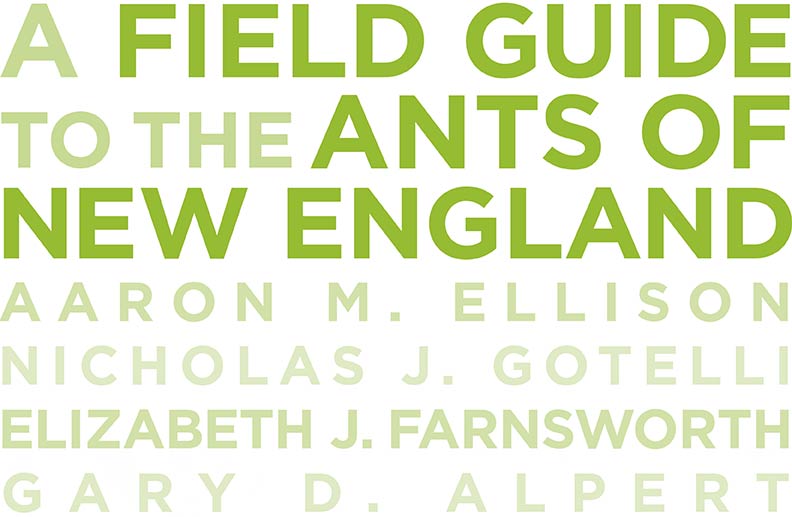 A FIELD GUIDE
TO THE ANTS OF
NEW ENGLAND
AARON M. ELLISON
NICHOLAS J. GOTELLI
ELIZABETH J. FARNSWORTH
GARY D. ALPERT